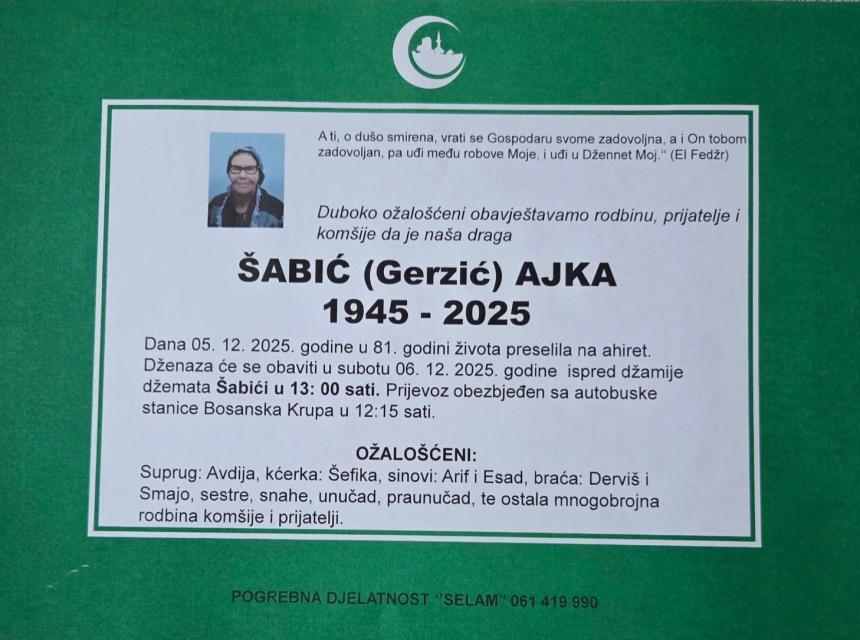 A ti, o dušo smirena, vrati se Gospodaru svome zadovoljna, a i On tobom
zadovoljan, pa uđi među robove Moje, i uđi u Džennet Moj.“ (El Fedžr)
Duboko ožalošćeni obavještavamo rodbinu, prijatelje i
komšije da je naša draga
ŠABIĆ (Gerzić) AJKA
1945 - 2025
Dana 05. 12. 2025. godine u 81. godini života preselila na ahiret.
Dženaza će se obaviti u subotu 06. 12. 2025. godine ispred džamije
džemata Šabići u 13: 00 sati. Prijevoz obezbjeđen sa autobuske
stanice Bosanska Krupa u 12:15 sati.
OŽALOŠĆENI:
Suprug: Avdija, kćerka: Šefika, sinovi: Arif i Esad, braća: Derviš i
Smajo, sestre, snahe, unučad, praunučad, te ostala mnogobrojna
rodbina komšije i prijatelji.
POGREBNA DJELATNOST ‘’SELAM’’ 061 419 990